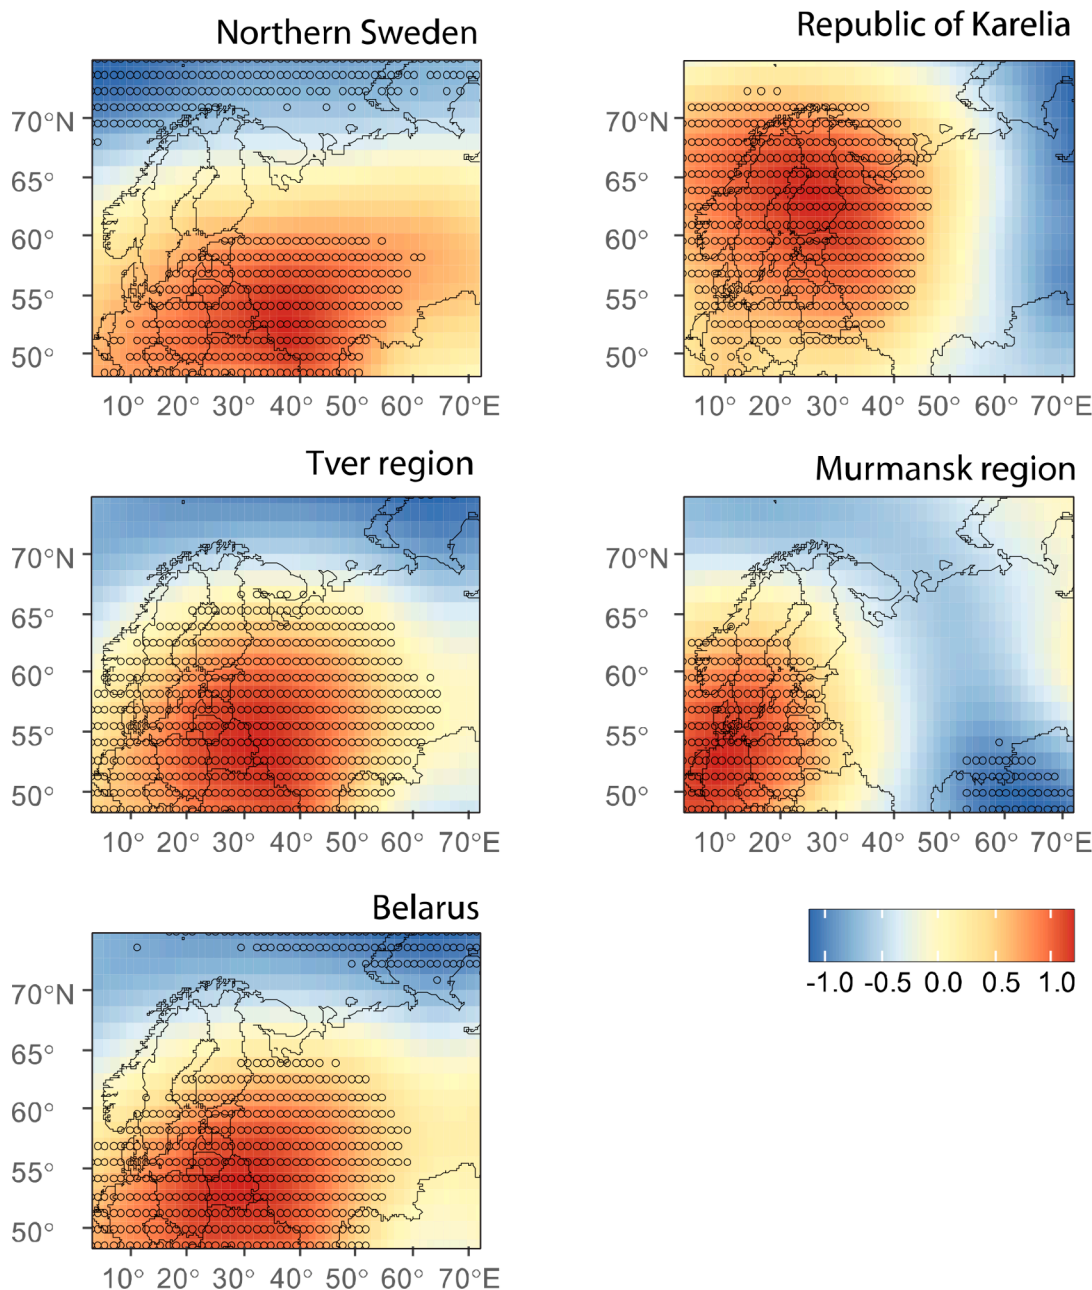 Northern Sweden
Republic of Karelia
70°N
65°
60°
55°
50°
10° 20° 30° 40° 50° 60° 70°E
70°N
65°
60°
55°
50°
10° 20° 30° 40° 50° 60° 70°E
Tver region
Murmansk region
70°N
65°
60°
55°
50°
10° 20° 30° 40° 50° 60° 70°E
70°N
65°
60°
55°
50°
10° 20° 30° 40° 50° 60° 70°E
Belarus
70°N
65°
60°
55°
50°
10° 20° 30° 40° 50° 60° 70°E
-1.0 -0.5 0.0 0.5 1.0